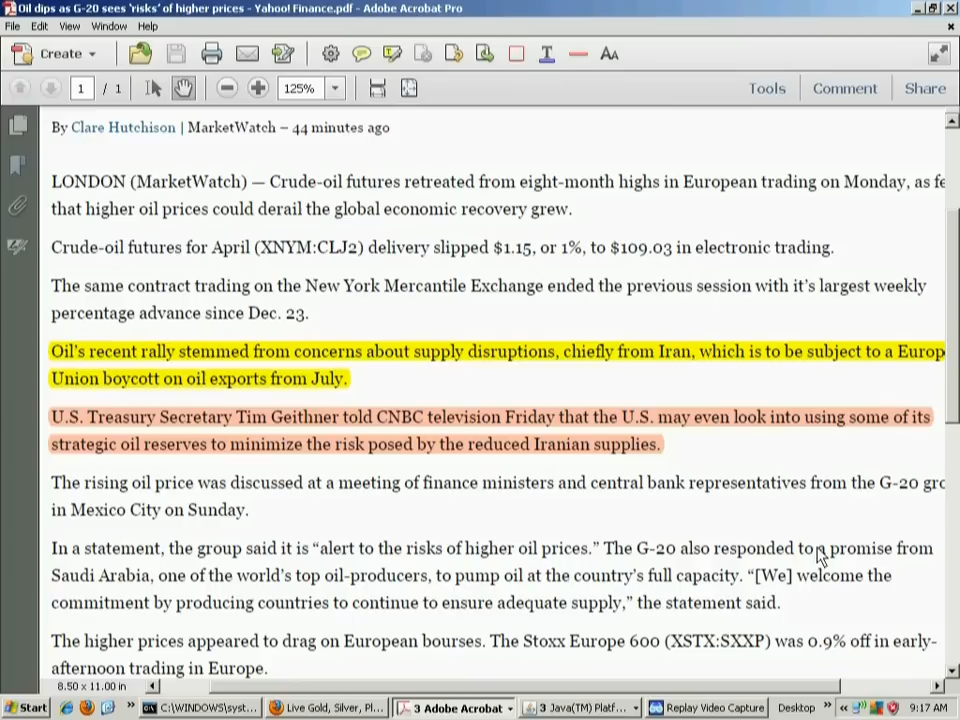 Oil dips as G-20 sees 'risks' of higher prices - Yahoo! Finance.pdf - Adobe Acrobat Pro
File Edit View Window Help
Create
1 / 1 125% Tools Comment Share
By Clare Hutchison | MarketWatch – 44 minutes ago
LONDON (MarketWatch) — Crude-oil futures retreated from eight-month highs in European trading on Monday, as fe
that higher oil prices could derail the global economic recovery grew.
Crude-oil futures for April (XNYM:CLJ2) delivery slipped $1.15, or 1%, to $109.03 in electronic trading.
The same contract trading on the New York Mercantile Exchange ended the previous session with it's largest weekly
percentage advance since Dec. 23.
Oil's recent rally stemmed from concerns about supply disruptions, chiefly from Iran, which is to be subject to a Europ
Union boycott on oil exports from July.
U.S. Treasury Secretary Tim Geithner told CNBC television Friday that the U.S. may even look into using some of its
strategic oil reserves to minimize the risk posed by the reduced Iranian supplies.
The rising oil price was discussed at a meeting of finance ministers and central bank representatives from the G-20 gro
in Mexico City on Sunday.
In a statement, the group said it is “alert to the risks of higher oil prices.” The G-20 also responded to a promise from
Saudi Arabia, one of the world's top oil-producers, to pump oil at the country's full capacity. “[We] welcome the
commitment by producing countries to continue to ensure adequate supply,” the statement said.
The higher prices appeared to drag on European bourses. The Stoxx Europe 600 (XSTX:SXXP) was 0.9% off in early-
afternoon trading in Europe.
8.50 x 11.00 in
Start C:\WINDOWS\syst... Live Gold, Silver, Pl... 3 Adobe Acrobat 3 Java(TM) Platf... Replay Video Capture Desktop 9:17 AM